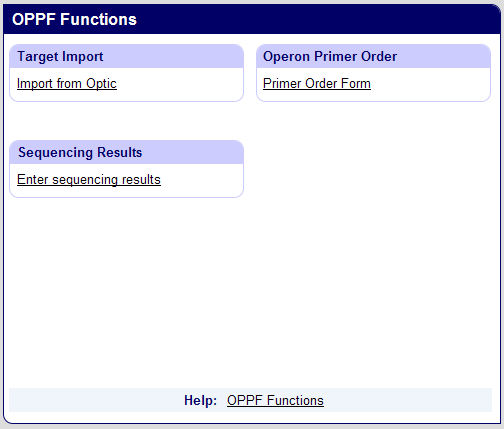 OPPF Functions
Target Import
Import from Optic
Operon Primer Order
Primer Order Form
Sequencing Results
Enter sequencing results
Help: OPPF Functions